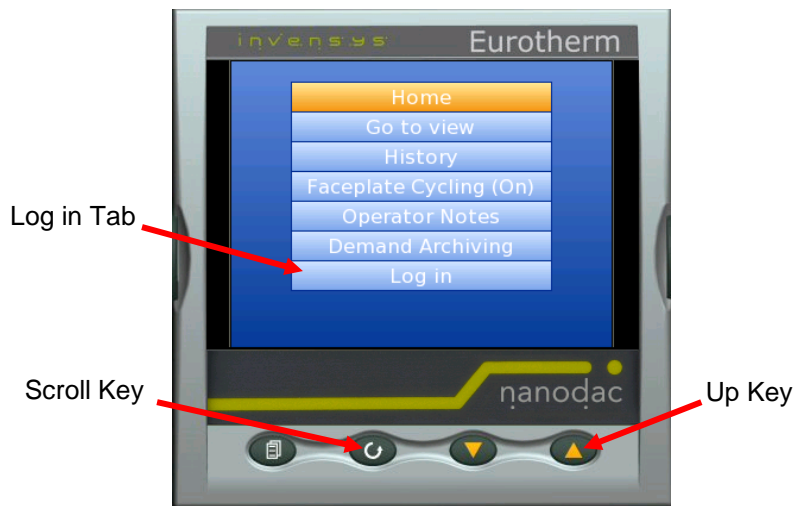 invensys
Eurotherm
Home
Go to view
History
Faceplate Cycling (On)
Operator Notes
Demand Archiving
Log in
Log in Tab
Scroll Key
nanodac
Up Key